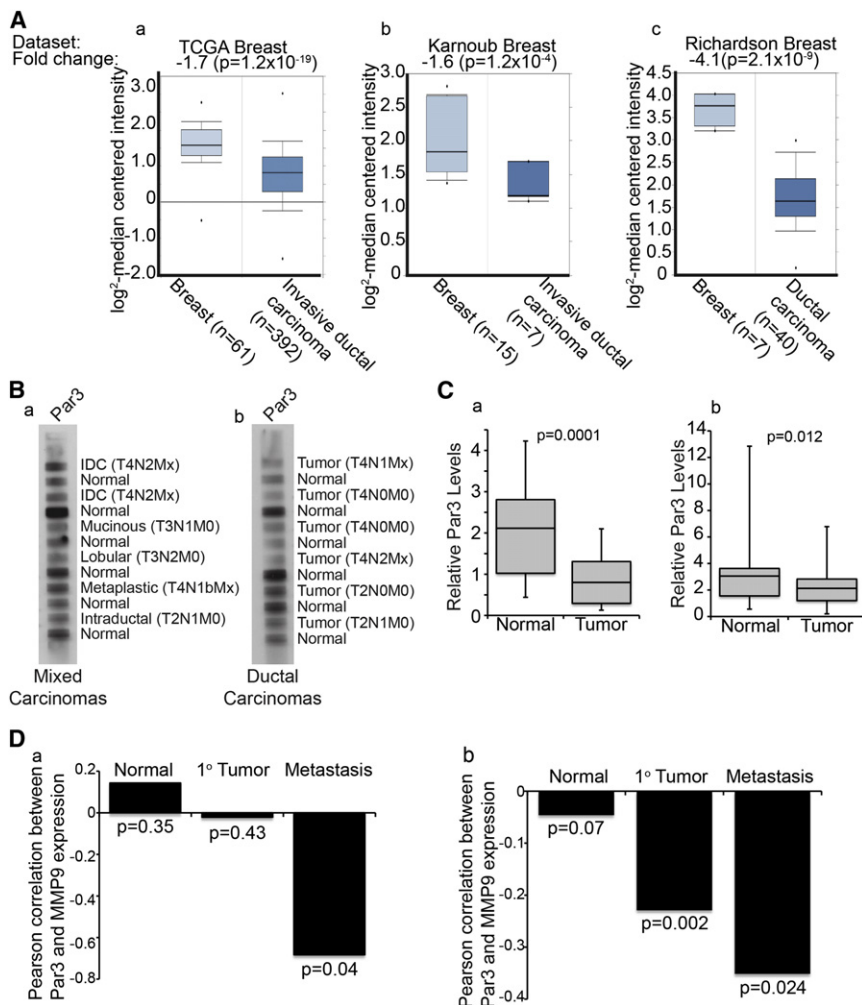 A
Dataset:
Fold change:
a
TCGA Breast
-1.7 (p=1.2x10-19)
log2-median centered intensity
3.0
2.0
1.0
0
-1.0
-2.0
Breast (n=61)
Invasive ductal
carcinoma
(n=392)
b
Karnoub Breast
-1.6 (p=1.2x10-4)
log2-median centered intensity
3.0
2.5
2.0
1.5
1.0
0.5
0
Breast (n=15)
Invasive ductal
carcinoma
(n=7)
c
Richardson Breast
-4.1(p=2.1x10-9)
log2-median centered intensity
4.5
4.0
3.5
3.0
2.5
2.0
1.5
1.0
0.5
0
Breast (n=7)
Ductal
carcinoma
(n=40)
B
a
Par3
IDC (T4N2Mx)
Normal
IDC (T4N2Mx)
Normal
Mucinous (T3N1M0)
Normal
Lobular (T3N2M0)
Normal
Metaplastic (T4N1bMx)
Normal
Intraductal (T2N1M0)
Normal
Mixed
Carcinomas
b
Par3
Tumor (T4N1Mx)
Normal
Tumor (T4N0M0)
Normal
Tumor (T4N0M0)
Normal
Tumor (T4N2Mx)
Normal
Tumor (T2N0M0)
Normal
Tumor (T2N1M0)
Normal
Ductal
Carcinomas
C
a
p=0.0001
Relative Par3 Levels
5
4
3
2
1
0
Normal Tumor
b
p=0.012
Relative Par3 Levels
14
12
10
8
6
4
2
0
Normal Tumor
D
a
Pearson correlation between
Par3 and MMP9 expression
0.2
0
-0.2
-0.4
-0.6
-0.8
Normal 1o Tumor Metastasis
p=0.35
p=0.43
p=0.04
b
Pearson correlation between
Par3 and MMP9 expression
0
-0.1
-0.2
-0.3
-0.4
Normal 1o Tumor Metastasis
p=0.07
p=0.002
p=0.024